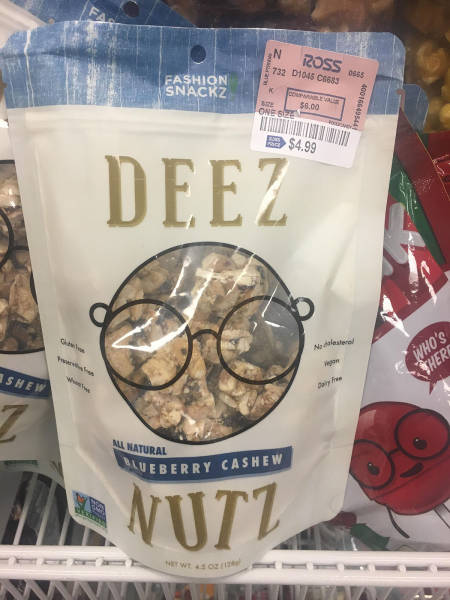 FA
FASHION
SNACKZ
N
ROSS
0665
732 D1045 C6683
K
COMPARABLE VALUE
$6.00
SIZE
ONE SIZE
$4.99
DEEZ
Gluten Free
Preservative Free
Wheat Free
No cholesterol
Vegan
Dairy Free
ALL NATURAL
BLUEBERRY CASHEW
NUTZ
NET WT. 4.5 OZ (128g)
ASHEW
Z
WHO'S
THERE